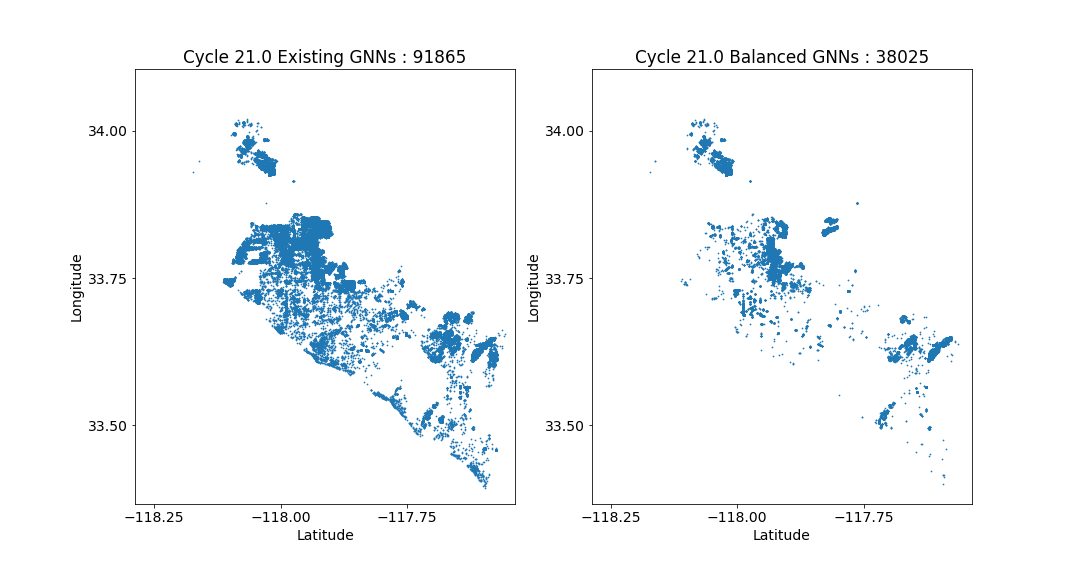 Cycle 21.0 Existing GNNs : 91865
34.00
33.75
33.50
Longitude
−118.25
−118.00
−117.75
Latitude
Cycle 21.0 Balanced GNNs : 38025
34.00
33.75
33.50
Longitude
−118.25
−118.00
−117.75
Latitude